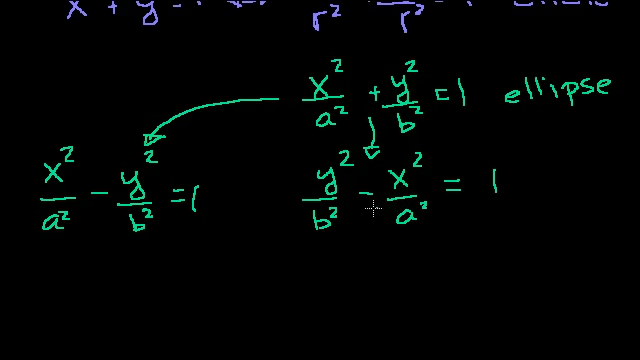 x²/a² + y²/b² = 1 ellipse
x²/a² − y²/b² = 1
y²/b² − x²/a² = 1